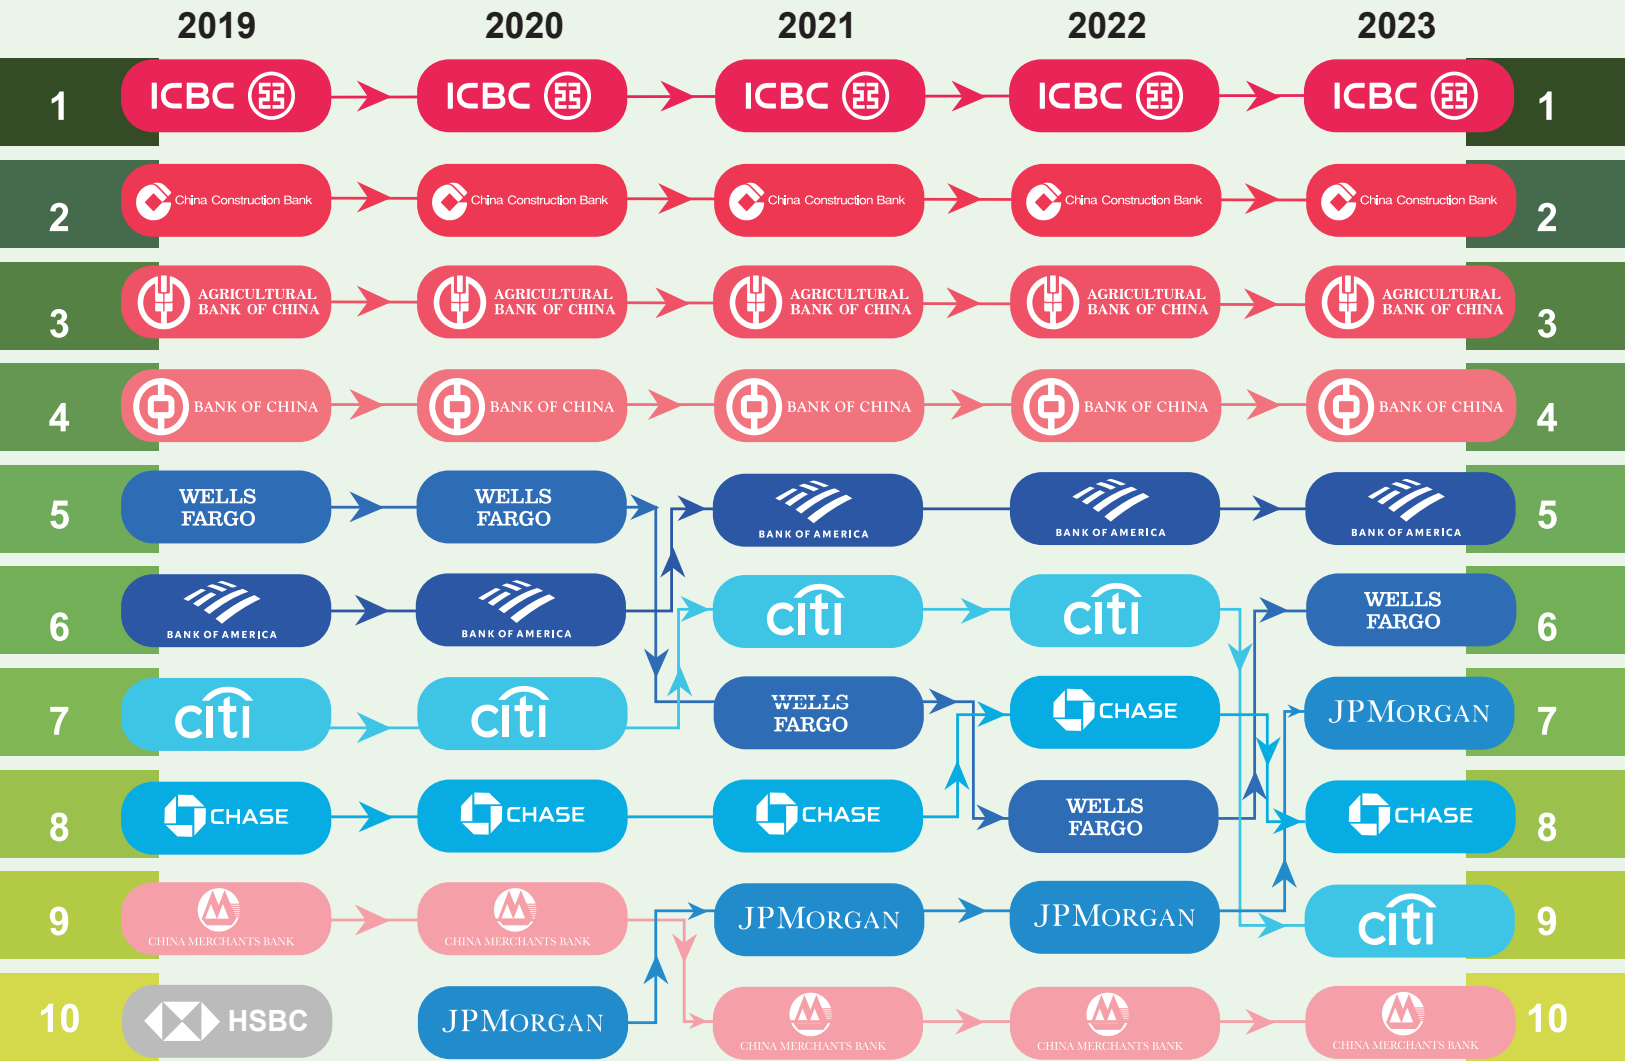 2019 2020 2021 2022 2023
1 ICBC ICBC ICBC ICBC ICBC 1
2 China Construction Bank China Construction Bank China Construction Bank China Construction Bank China Construction Bank 2
AGRICULTURAL AGRICULTURAL AGRICULTURAL AGRICULTURAL AGRICULTURAL
3 BANK OF CHINA BANK OF CHINA BANK OF CHINA BANK OF CHINA BANK OF CHINA 3
4 BANK OF CHINA BANK OF CHINA BANK OF CHINA BANK OF CHINA BANK OF CHINA 4
WELLS WELLS
5 FARGO FARGO BANK OF AMERICA BANK OF AMERICA BANK OF AMERICA 5
citi citi WELLS
6 BANK OF AMERICA BANK OF AMERICA FARGO 6
WELLS
7 citi citi FARGO CHASE JPMORGAN 7
WELLS
8 CHASE CHASE CHASE FARGO CHASE 8
9 CHINA MERCHANTS BANK CHINA MERCHANTS BANK JPMORGAN JPMORGAN citi 9
10 HSBC JPMORGAN CHINA MERCHANTS BANK CHINA MERCHANTS BANK CHINA MERCHANTS BANK 10